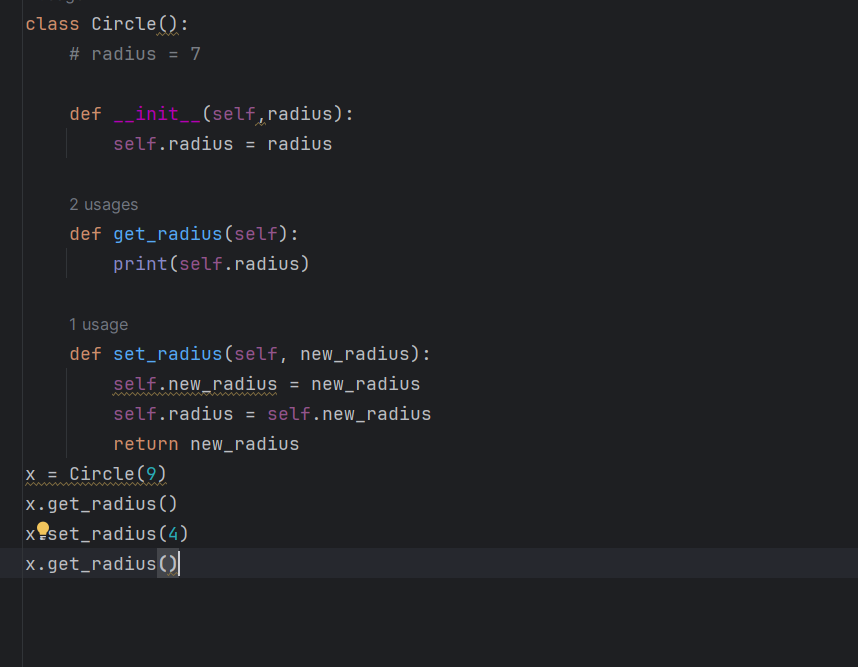 class Circle():
# radius = 7
def __init__(self,radius):
self.radius = radius
2 usages
def get_radius(self):
print(self.radius)
1 usage
def set_radius(self, new_radius):
self.new_radius = new_radius
self.radius = self.new_radius
return new_radius
x = Circle(9)
x.get_radius()
x.set_radius(4)
x.get_radius()